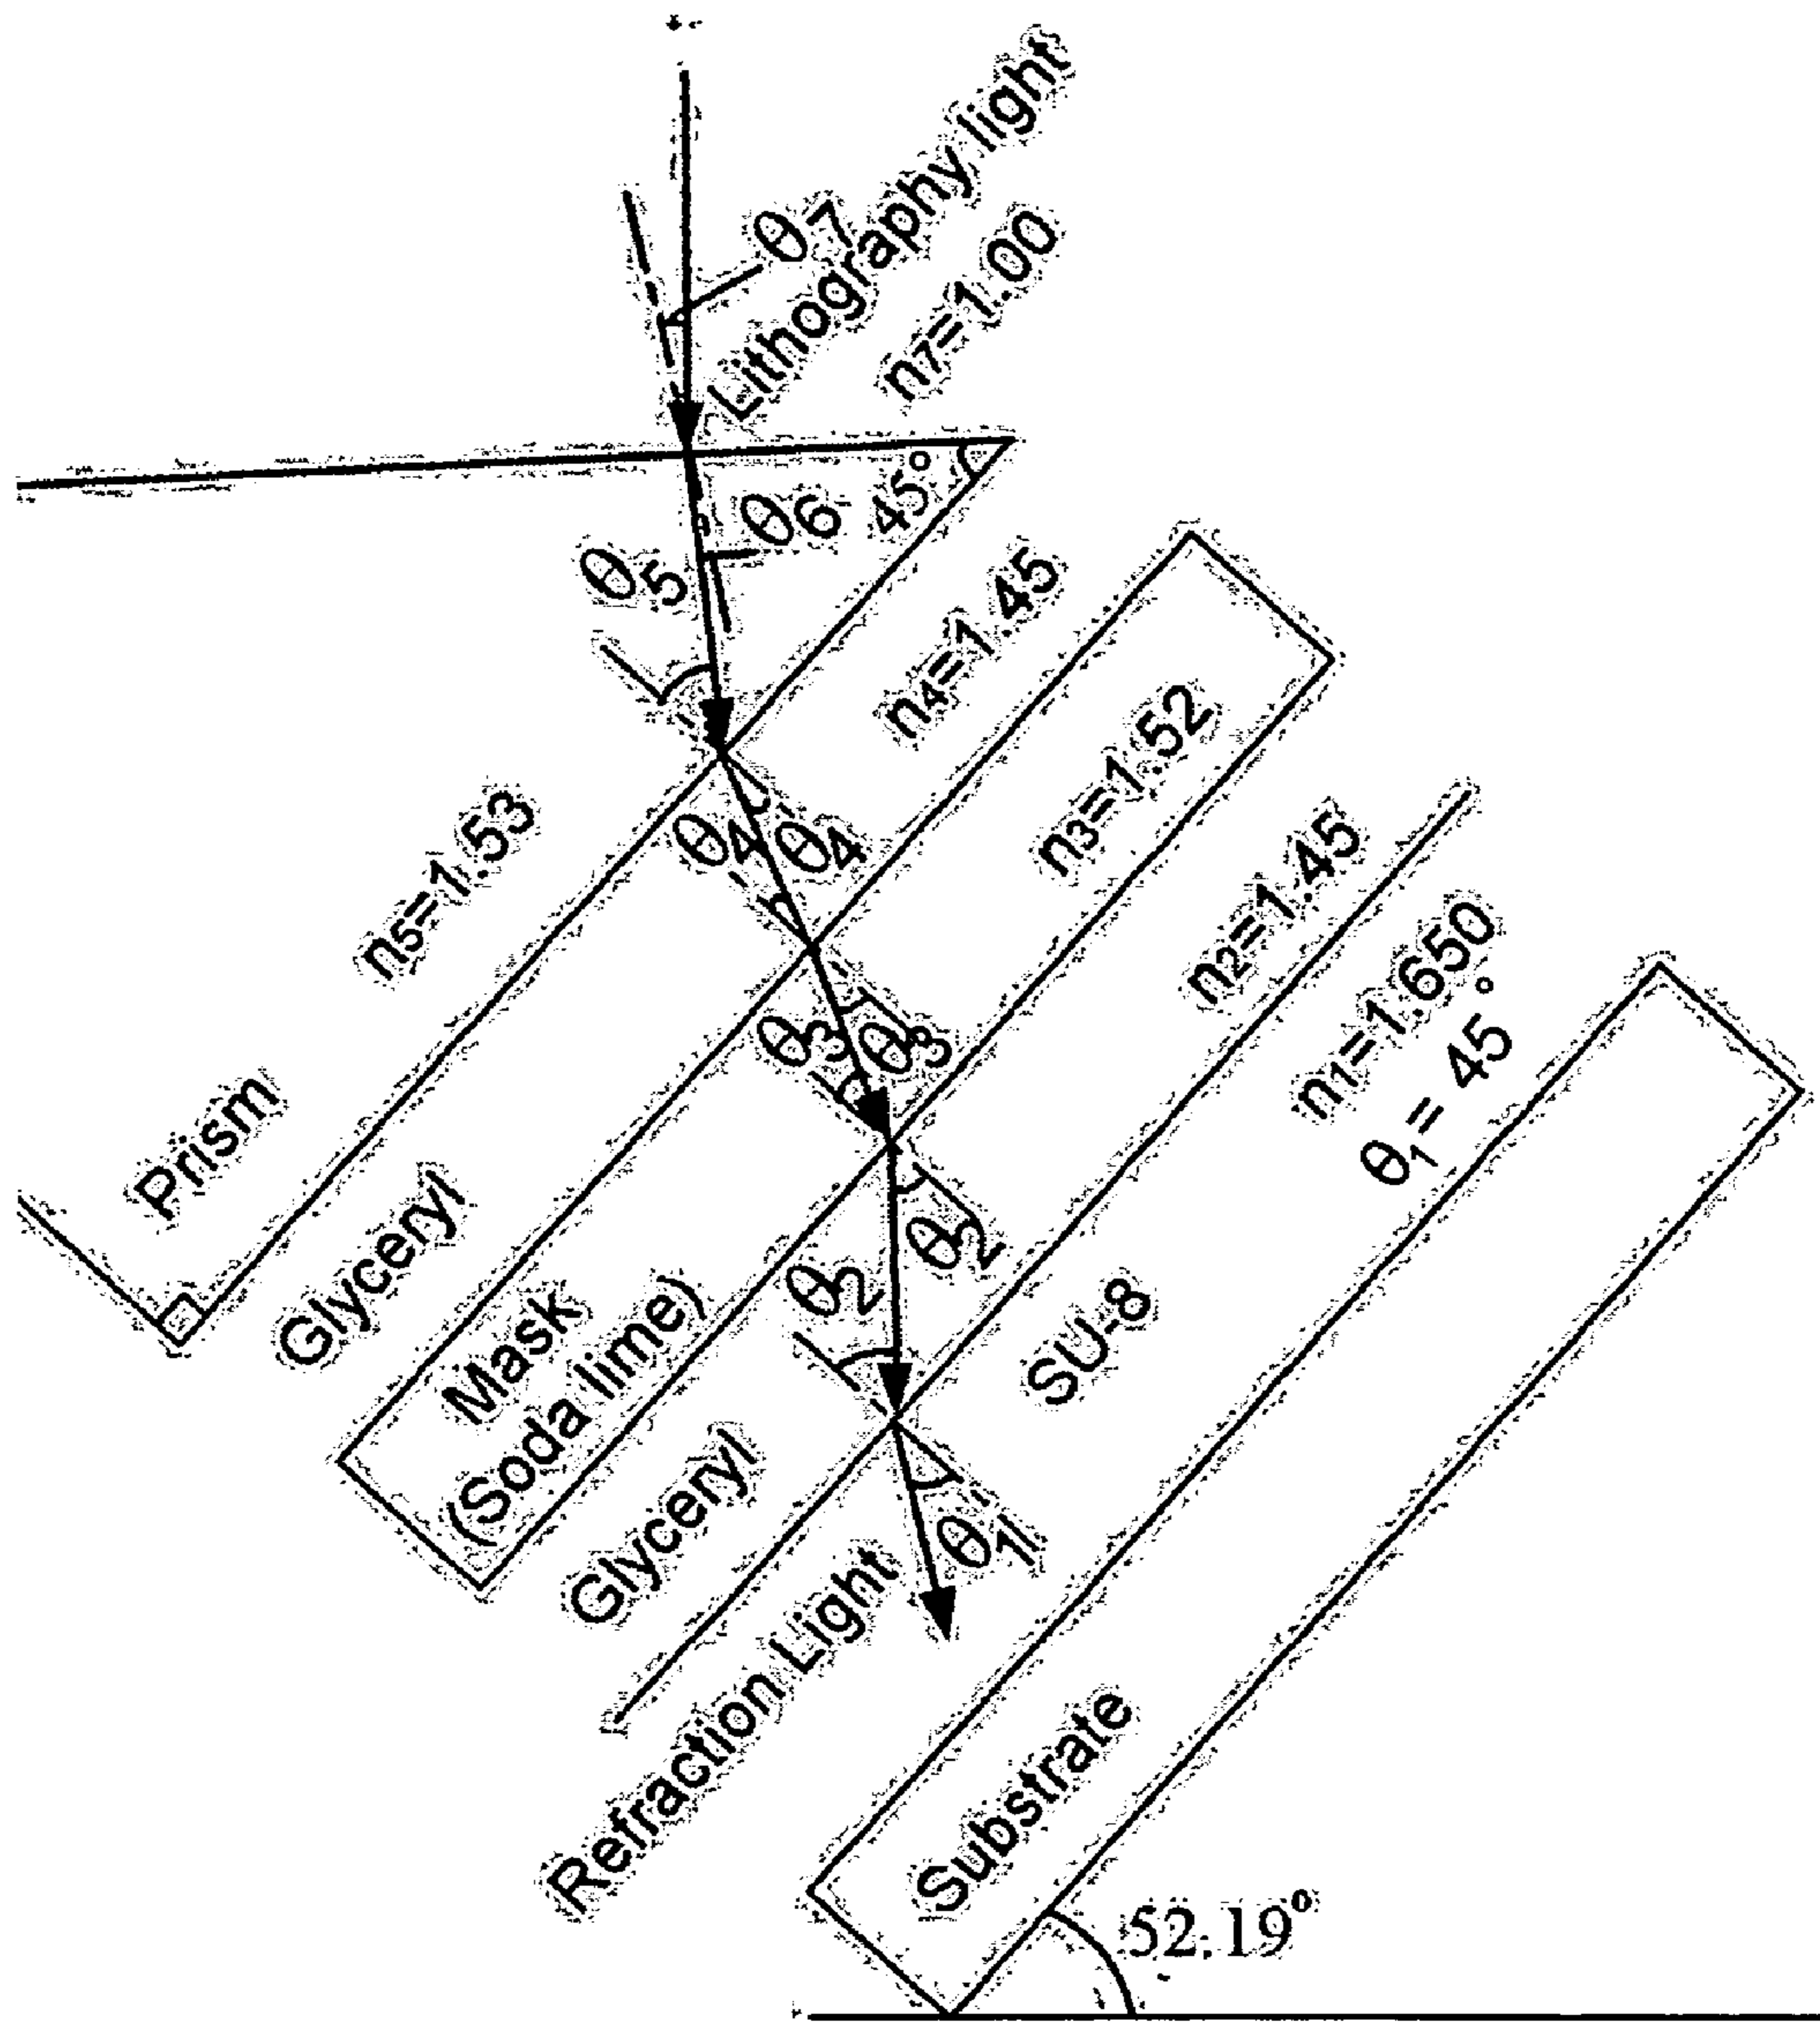 Lithography light
θ7
n7=1.00
45°
θ6
θ5
n4=1.45
n5=1.53
θ4
θ4
n3=1.52
Prism
Glyceryl
θ3
θ3
n2=1.45
Mask
(Soda lime)
θ2
θ2
n1=1.650
θ1= 45°
Glyceryl
SU-8
Refraction Light
θ1
Substrate
52.19°